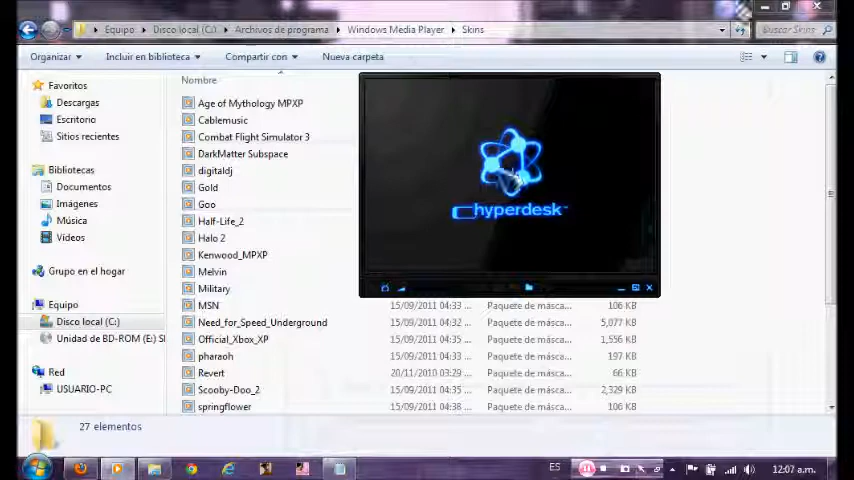 Equipo ▸ Disco local (C:) ▸ Archivos de programa ▸ Windows Media Player ▸ Skins
Buscar Skins
Organizar Incluir en biblioteca Compartir con Nueva carpeta
Nombre
Favoritos
Descargas
Escritorio
Sitios recientes
Bibliotecas
Documentos
Imágenes
Música
Vídeos
Grupo en el hogar
Equipo
Disco local (C:)
Unidad de BD-ROM (E:) S
Red
USUARIO-PC
Age of Mythology MPXP
Cablemusic
Combat Flight Simulator 3
DarkMatter Subspace
digitaldj
Gold
Goo
Half-Life_2
Halo 2
Kenwood_MPXP
Melvin
Military
MSN 15/09/2011 04:33 ... Paquete de másca... 106 KB
Need_for_Speed_Underground 15/09/2011 04:32 ... Paquete de másca... 5,077 KB
Official_Xbox_XP 15/09/2011 04:35 ... Paquete de másca... 1,556 KB
pharaoh 15/09/2011 04:33 ... Paquete de másca... 197 KB
Revert 20/11/2010 03:29 ... Paquete de másca... 66 KB
Scooby-Doo_2 15/09/2011 04:35 ... Paquete de másca... 2,329 KB
springflower 15/09/2011 04:38 ... Paquete de másca... 106 KB
hyperdesk™
27 elementos
ES
12:07 a.m.